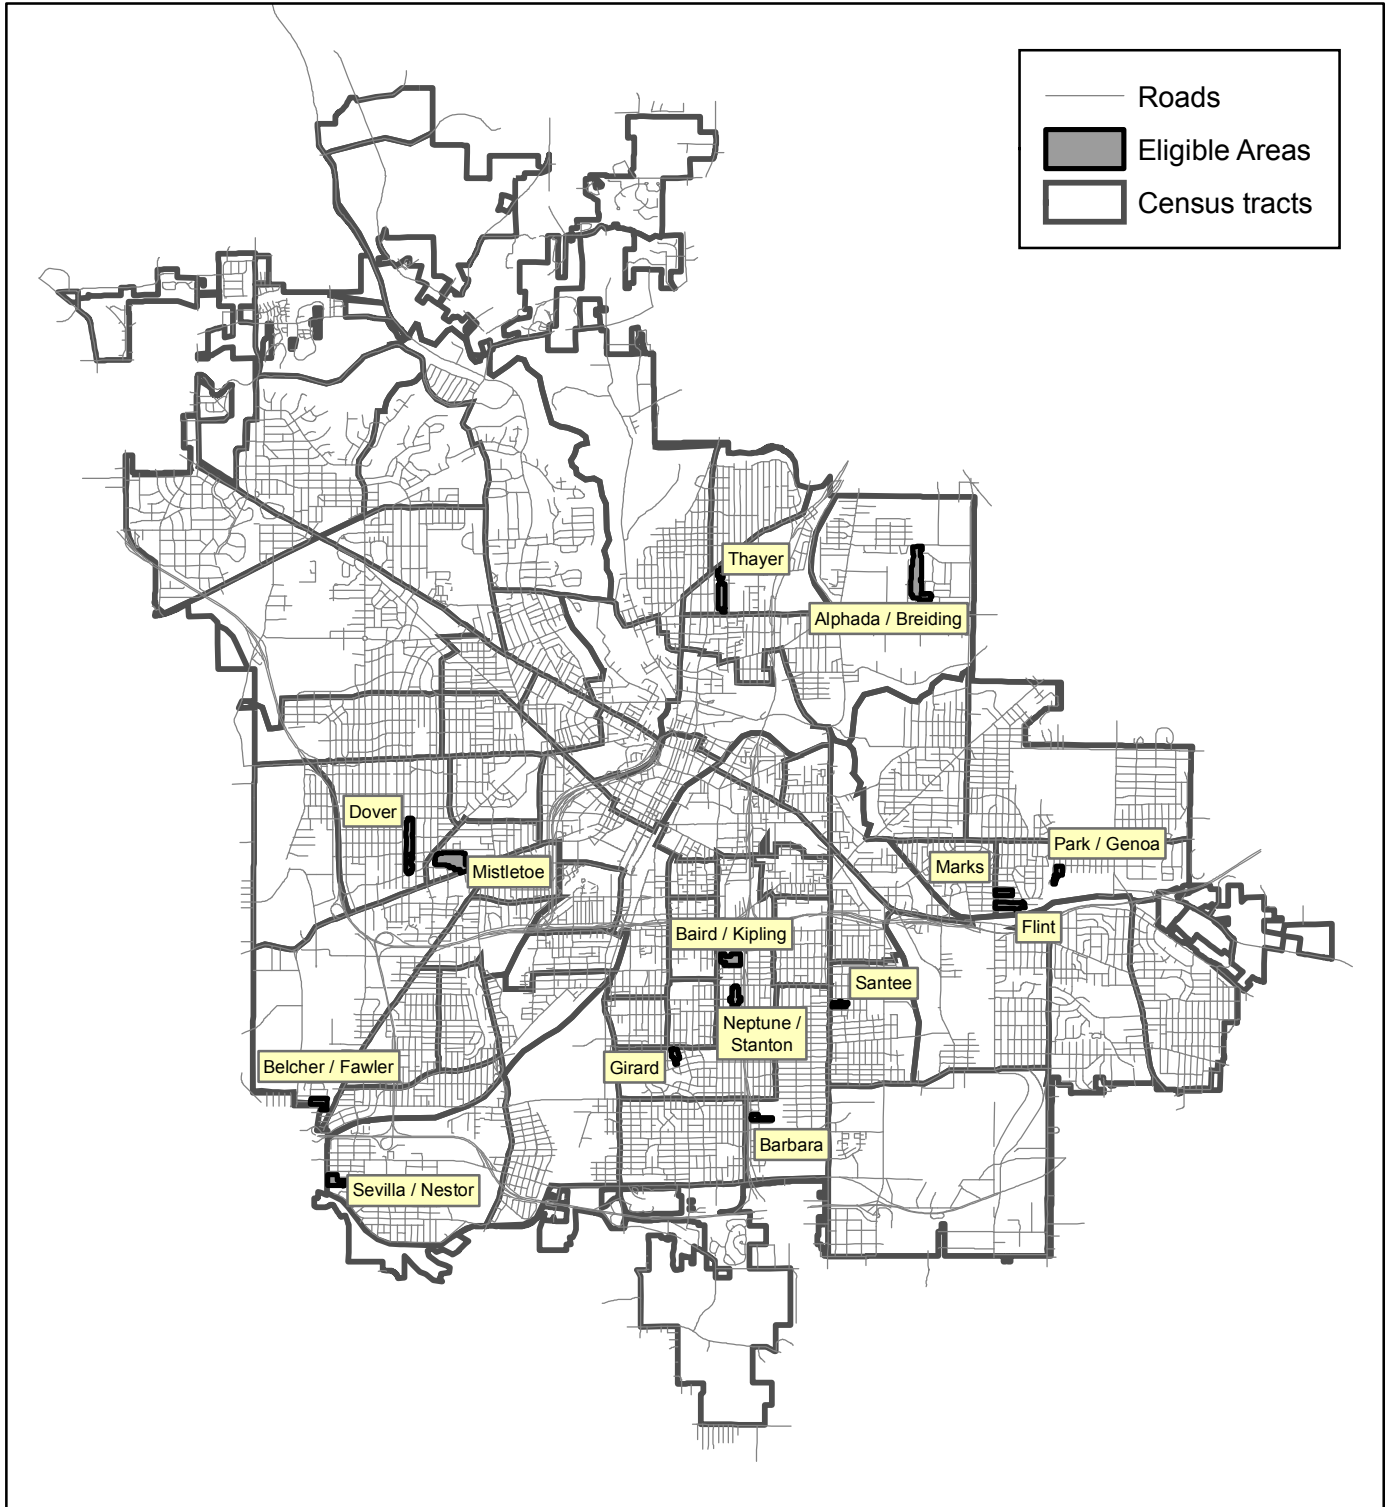 Roads
Eligible Areas
Census tracts
Thayer
Alphada / Breiding
Dover
Mistletoe
Park / Genoa
Marks
Flint
Baird / Kipling
Santee
Neptune /
Stanton
Girard
Belcher / Fawler
Barbara
Sevilla / Nestor